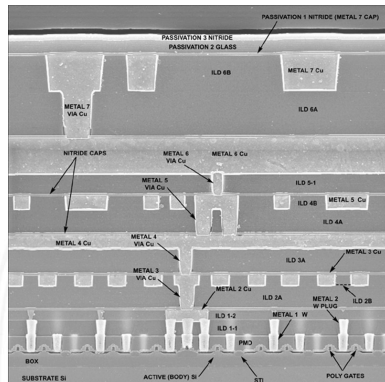 PASSIVATION 1 NITRIDE (METAL 7 CAP)
PASSIVATION 3 NITRIDE
PASSIVATION 2 GLASS
ILD 6B
METAL 7 Cu
METAL 7
VIA Cu
ILD 6A
METAL 6
VIA Cu
METAL 6 Cu
NITRIDE CAPS
METAL 5
VIA Cu
ILD 5-1
ILD 4B
METAL 5 Cu
ILD 4A
METAL 4 Cu
METAL 4
VIA Cu
METAL 3 Cu
ILD 3A
METAL 3
VIA Cu
METAL 2 Cu
ILD 2A
ILD 2B
METAL 2
W PLUG
ILD 1-2
METAL 1 W
ILD 1-1
PMD
BOX
SUBSTRATE Si
ACTIVE (BODY) Si
STI
POLY GATES